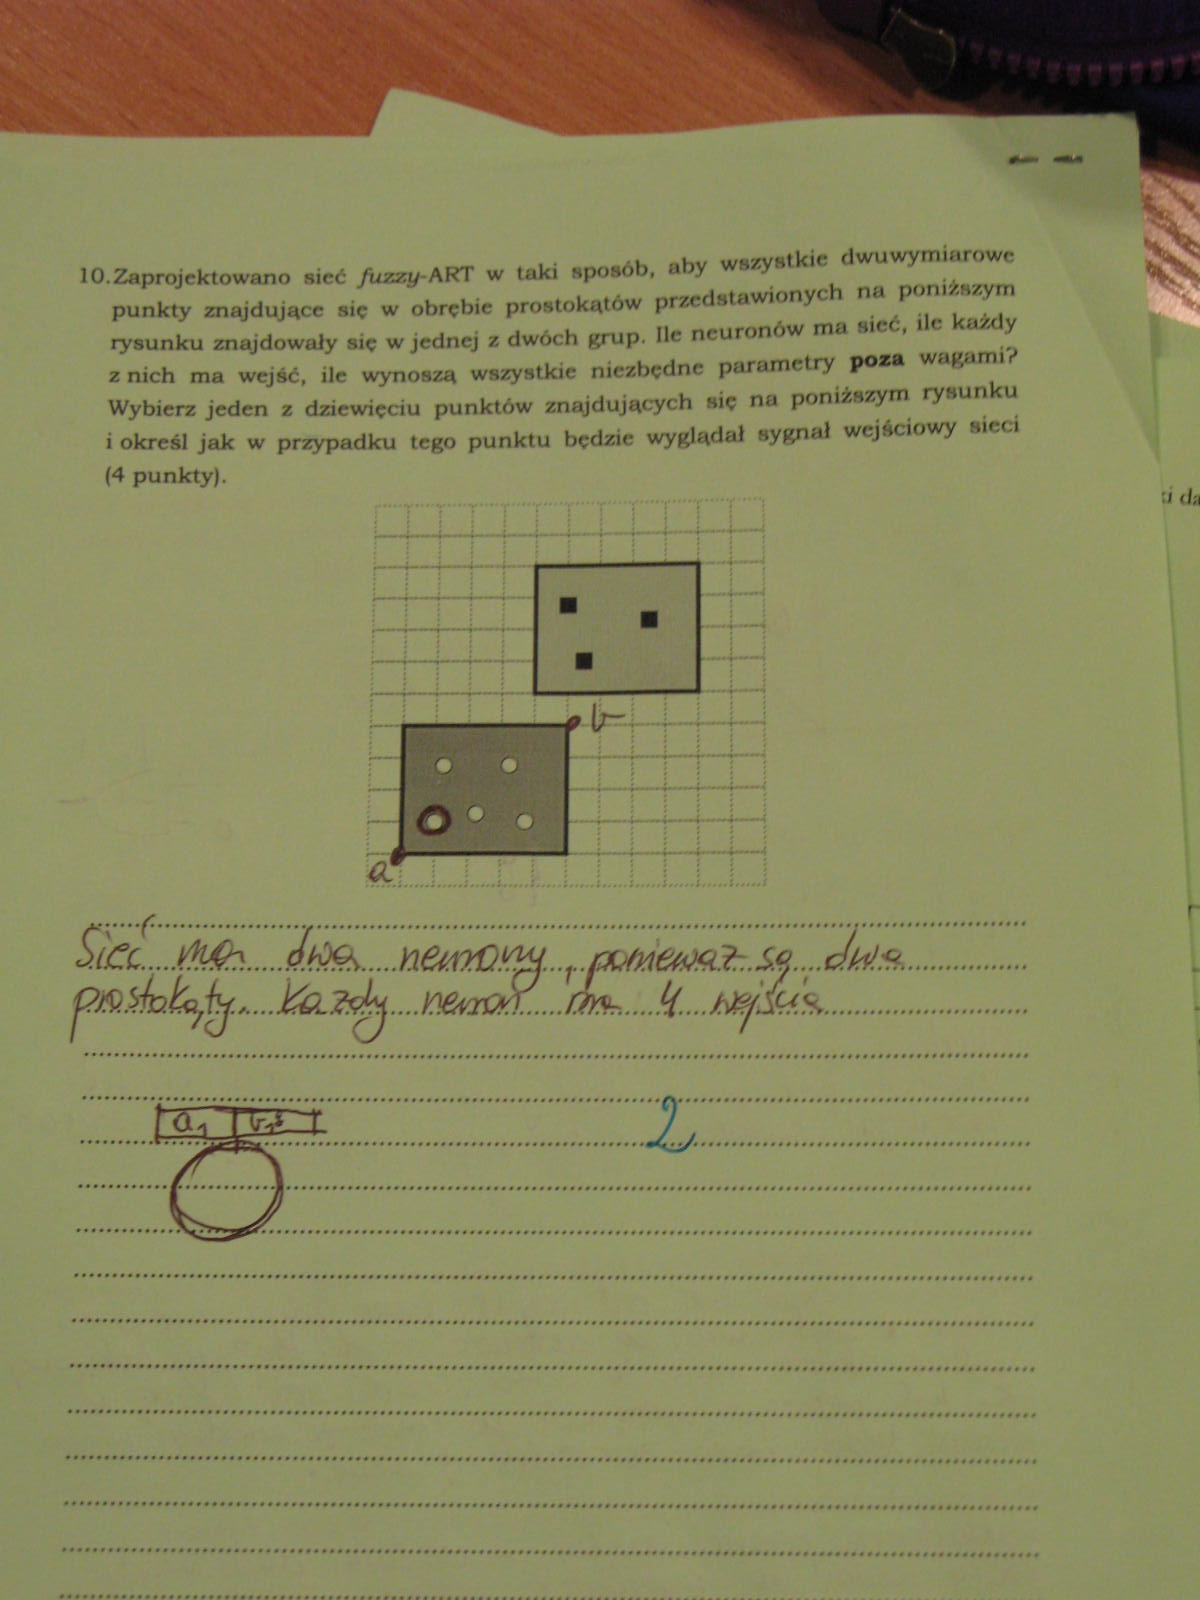 10. Zaprojektowano sieć fuzzy-ART w taki sposób, aby wszystkie dwuwymiarowe
punkty znajdujące się w obrębie prostokątów przedstawionych na poniższym
rysunku znajdowały się w jednej z dwóch grup. Ile neuronów ma sieć, ile każdy
z nich ma wejść, ile wynoszą wszystkie niezbędne parametry poza wagami?
Wybierz jeden z dziewięciu punktów znajdujących się na poniższym rysunku
i określ jak w przypadku tego punktu będzie wyglądał sygnał wejściowy sieci
(4 punkty).
b
a
Sieć ma dwa neurony, ponieważ są dwa
prostokąty. Każdy neuron ma 4 wejścia
a1
2